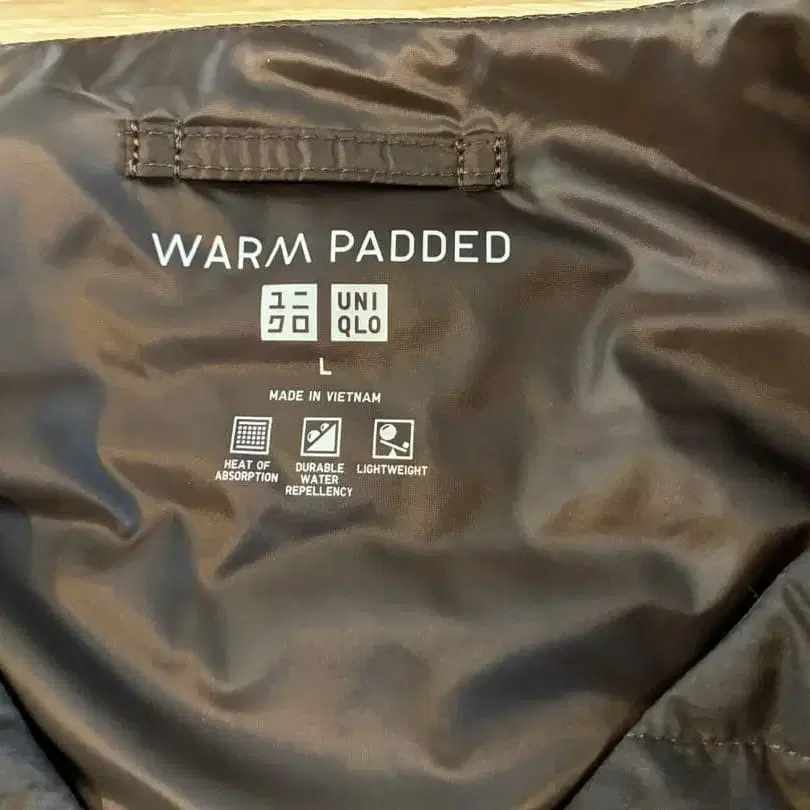 WARM PADDED
ユニ UNI
クロ QLO
L
MADE IN VIETNAM
HEAT OF DURABLE LIGHTWEIGHT
ABSORPTION WATER
REPELLENCY